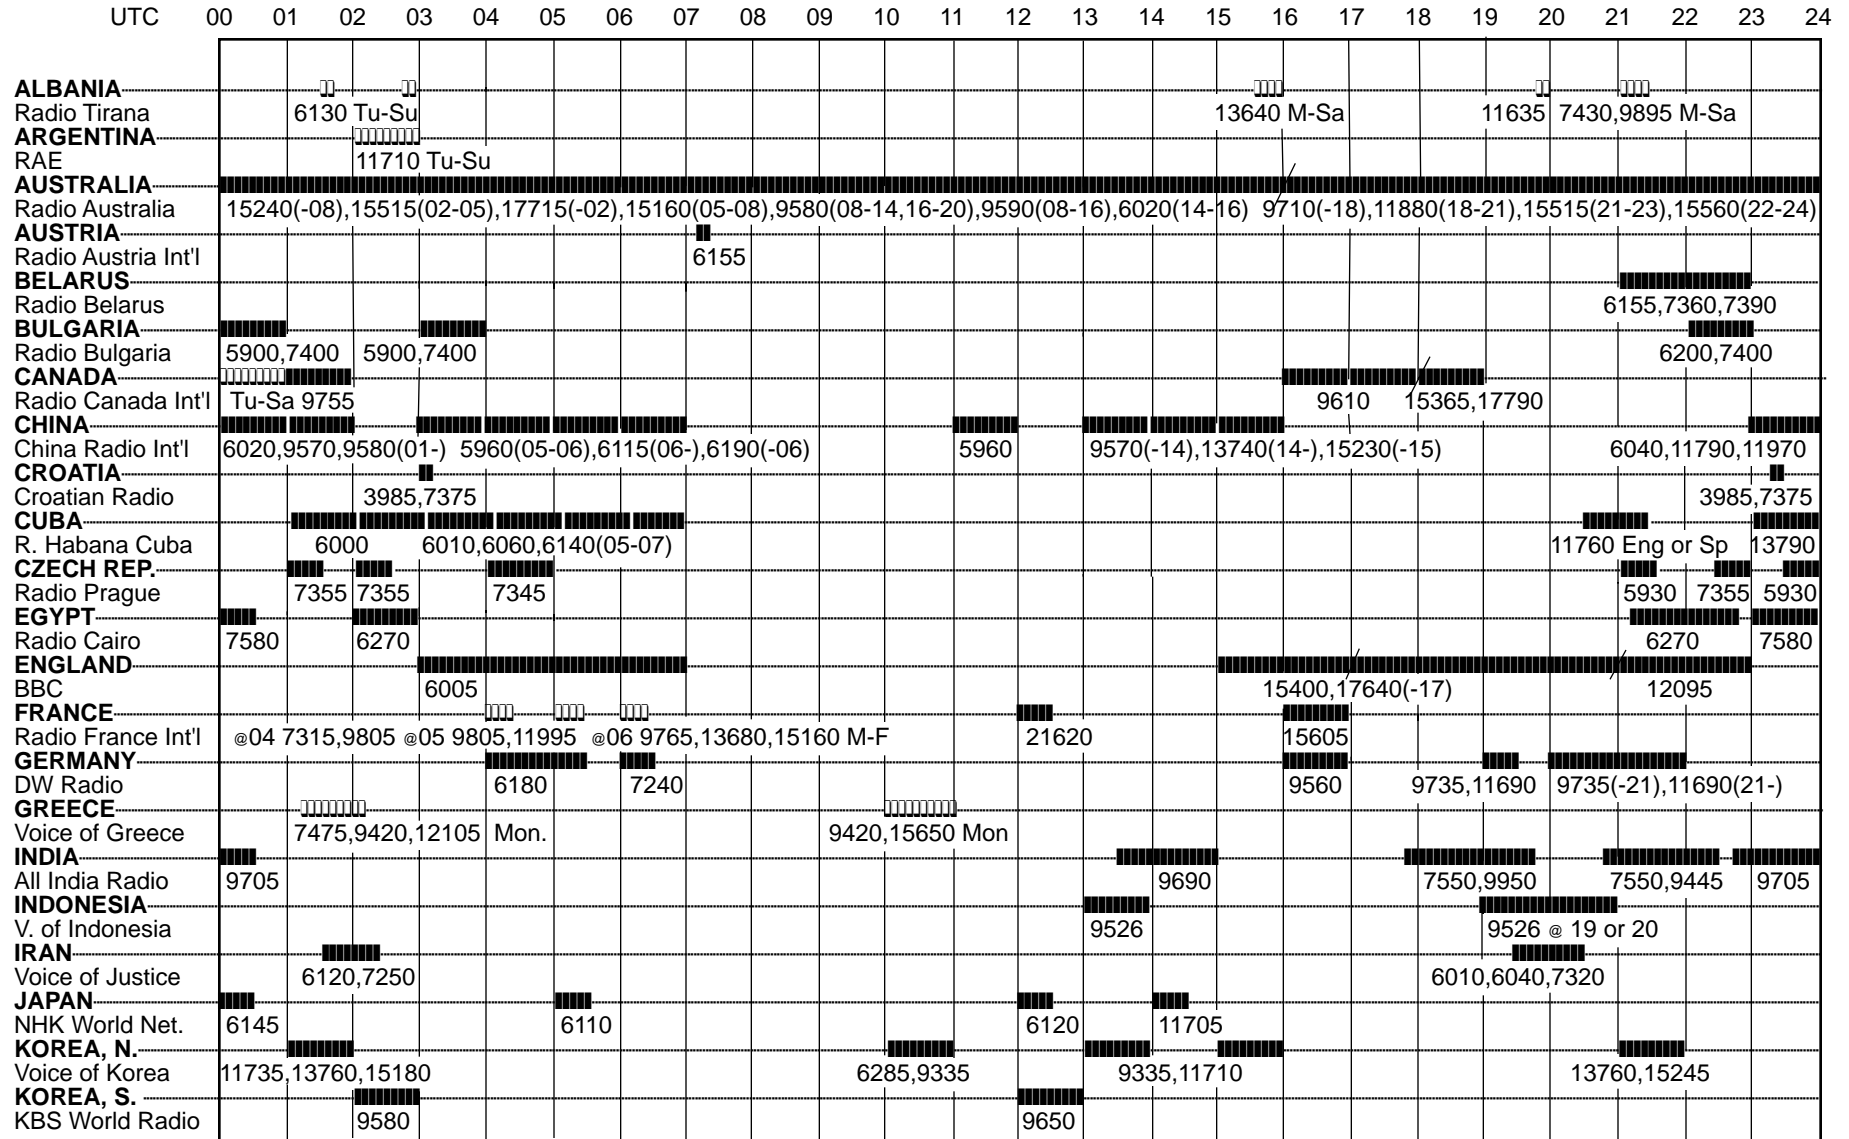 UTC 00 01 02 03 04 05 06 07 08 09 10 11 12 13 14 15 16 17 18 19 20 21 22 23 24
ALBANIA
Radio Tirana 6130 Tu-Su 13640 M-Sa 11635 7430,9895 M-Sa
ARGENTINA
RAE 11710 Tu-Su
AUSTRALIA
Radio Australia 15240(-08),15515(02-05),17715(-02),15160(05-08),9580(08-14,16-20),9590(08-16),6020(14-16) 9710(-18),11880(18-21),15515(21-23),15560(22-24)
AUSTRIA
Radio Austria Int'l 6155
BELARUS
Radio Belarus 6155,7360,7390
BULGARIA
Radio Bulgaria 5900,7400 5900,7400 6200,7400
CANADA
Radio Canada Int'l Tu-Sa 9755 9610 15365,17790
CHINA
China Radio Int'l 6020,9570,9580(01-) 5960(05-06),6115(06-),6190(-06) 5960 9570(-14),13740(14-),15230(-15) 6040,11790,11970
CROATIA
Croatian Radio 3985,7375 3985,7375
CUBA
R. Habana Cuba 6000 6010,6060,6140(05-07) 11760 Eng or Sp 13790
CZECH REP.
Radio Prague 7355 7355 7345 5930 7355 5930
EGYPT
Radio Cairo 7580 6270 6270 7580
ENGLAND
BBC 6005 15400,17640(-17) 12095
FRANCE
Radio France Int'l @04 7315,9805 @05 9805,11995 @06 9765,13680,15160 M-F 21620 15605
GERMANY
DW Radio 6180 7240 9560 9735,11690 9735(-21),11690(21-)
GREECE
Voice of Greece 7475,9420,12105 Mon. 9420,15650 Mon
INDIA
All India Radio 9705 9690 7550,9950 7550,9445 9705
INDONESIA
V. of Indonesia 9526 9526 @ 19 or 20
IRAN
Voice of Justice 6120,7250 6010,6040,7320
JAPAN
NHK World Net. 6145 6110 6120 11705
KOREA, N.
Voice of Korea 11735,13760,15180 6285,9335 9335,11710 13760,15245
KOREA, S.
KBS World Radio 9580 9650